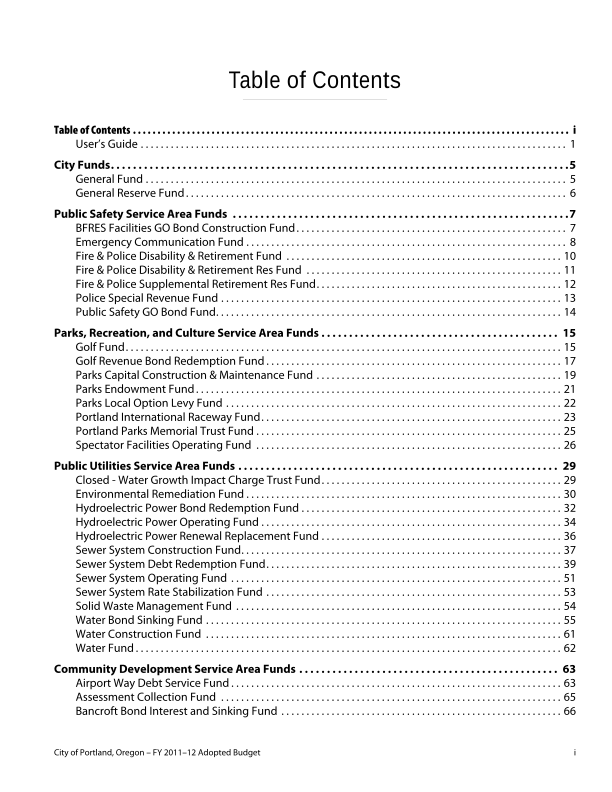 Table of Contents
Table of Contents . . . . . . . . . . . . . . . . . . . . i
User's Guide . . . . . . . . . . . . . . . . . . . . 1
City Funds. . . . . . . . . . . . . . . . . . . . .5
General Fund . . . . . . . . . . . . . . . . . . . . 5
General Reserve Fund. . . . . . . . . . . . . . . . . . . . 6
Public Safety Service Area Funds . . . . . . . . . . . . . . . . . . . .7
BFRES Facilities GO Bond Construction Fund. . . . . . . . . . . . . . . . . . . . 7
Emergency Communication Fund . . . . . . . . . . . . . . . . . . . . 8
Fire & Police Disability & Retirement Fund . . . . . . . . . . . . . . . . . . . . 10
Fire & Police Disability & Retirement Res Fund . . . . . . . . . . . . . . . . . . . . 11
Fire & Police Supplemental Retirement Res Fund. . . . . . . . . . . . . . . . . . . . 12
Police Special Revenue Fund . . . . . . . . . . . . . . . . . . . . 13
Public Safety GO Bond Fund. . . . . . . . . . . . . . . . . . . . 14
Parks, Recreation, and Culture Service Area Funds . . . . . . . . . . . . . . . . . . . . 15
Golf Fund. . . . . . . . . . . . . . . . . . . . 15
Golf Revenue Bond Redemption Fund . . . . . . . . . . . . . . . . . . . . 17
Parks Capital Construction & Maintenance Fund . . . . . . . . . . . . . . . . . . . . 19
Parks Endowment Fund . . . . . . . . . . . . . . . . . . . . 21
Parks Local Option Levy Fund . . . . . . . . . . . . . . . . . . . . 22
Portland International Raceway Fund. . . . . . . . . . . . . . . . . . . . 23
Portland Parks Memorial Trust Fund . . . . . . . . . . . . . . . . . . . . 25
Spectator Facilities Operating Fund . . . . . . . . . . . . . . . . . . . . 26
Public Utilities Service Area Funds . . . . . . . . . . . . . . . . . . . . 29
Closed - Water Growth Impact Charge Trust Fund. . . . . . . . . . . . . . . . . . . . 29
Environmental Remediation Fund . . . . . . . . . . . . . . . . . . . . 30
Hydroelectric Power Bond Redemption Fund . . . . . . . . . . . . . . . . . . . . 32
Hydroelectric Power Operating Fund . . . . . . . . . . . . . . . . . . . . 34
Hydroelectric Power Renewal Replacement Fund . . . . . . . . . . . . . . . . . . . . 36
Sewer System Construction Fund. . . . . . . . . . . . . . . . . . . . 37
Sewer System Debt Redemption Fund. . . . . . . . . . . . . . . . . . . . 39
Sewer System Operating Fund . . . . . . . . . . . . . . . . . . . . 51
Sewer System Rate Stabilization Fund . . . . . . . . . . . . . . . . . . . . 53
Solid Waste Management Fund . . . . . . . . . . . . . . . . . . . . 54
Water Bond Sinking Fund . . . . . . . . . . . . . . . . . . . . 55
Water Construction Fund . . . . . . . . . . . . . . . . . . . . 61
Water Fund . . . . . . . . . . . . . . . . . . . . 62
Community Development Service Area Funds . . . . . . . . . . . . . . . . . . . . 63
Airport Way Debt Service Fund . . . . . . . . . . . . . . . . . . . . 63
Assessment Collection Fund . . . . . . . . . . . . . . . . . . . . 65
Bancroft Bond Interest and Sinking Fund . . . . . . . . . . . . . . . . . . . . 66
City of Portland, Oregon – FY 2011–12 Adopted Budget i